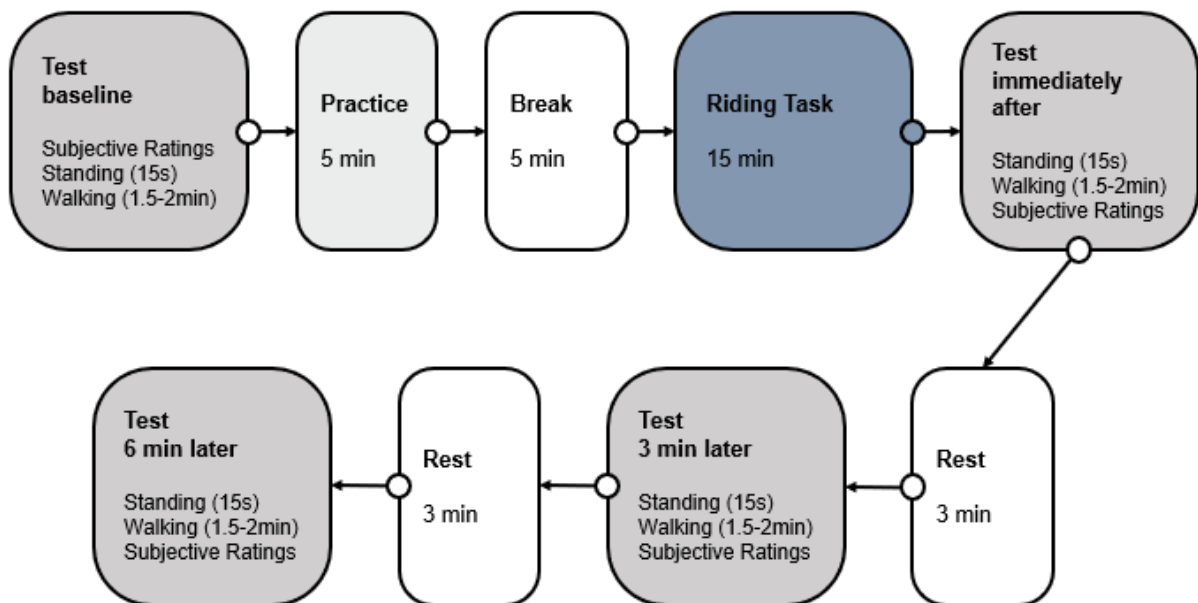 Test
baseline
Subjective Ratings
Standing (15s)
Walking (1.5-2min)
Practice
5 min
Break
5 min
Riding Task
15 min
Test
immediately
after
Standing (15s)
Walking (1.5-2min)
Subjective Ratings
Rest
3 min
Test
3 min later
Standing (15s)
Walking (1.5-2min)
Subjective Ratings
Rest
3 min
Test
6 min later
Standing (15s)
Walking (1.5-2min)
Subjective Ratings